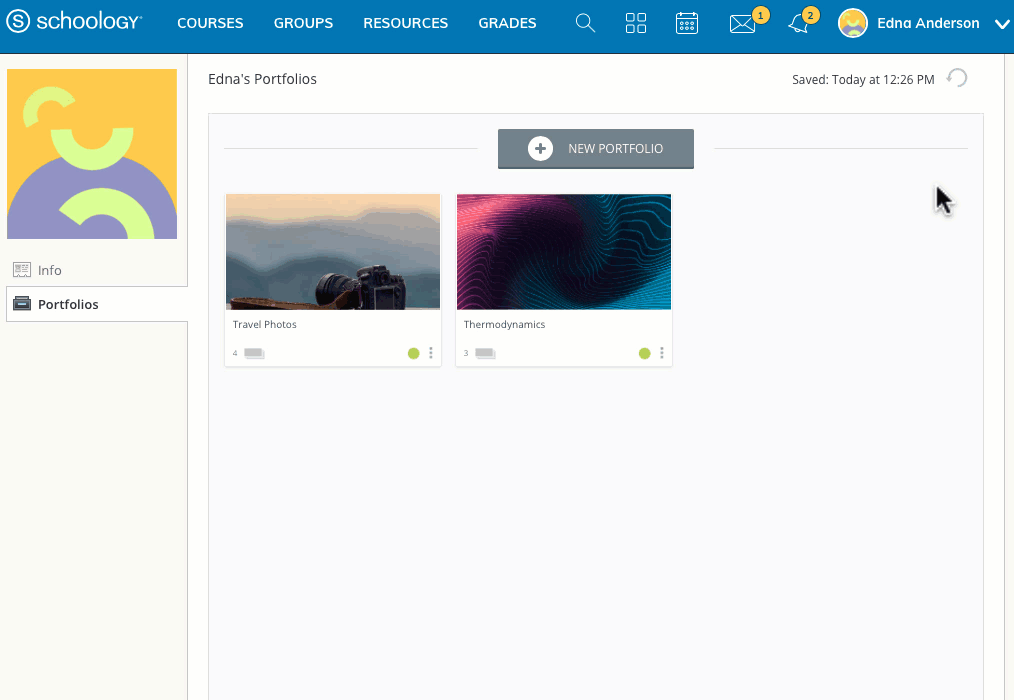 schoology COURSES GROUPS RESOURCES GRADES 1 2 Edna Anderson
Edna's Portfolios Saved: Today at 12:26 PM
NEW PORTFOLIO
Info
Portfolios
Travel Photos
4
Thermodynamics
3